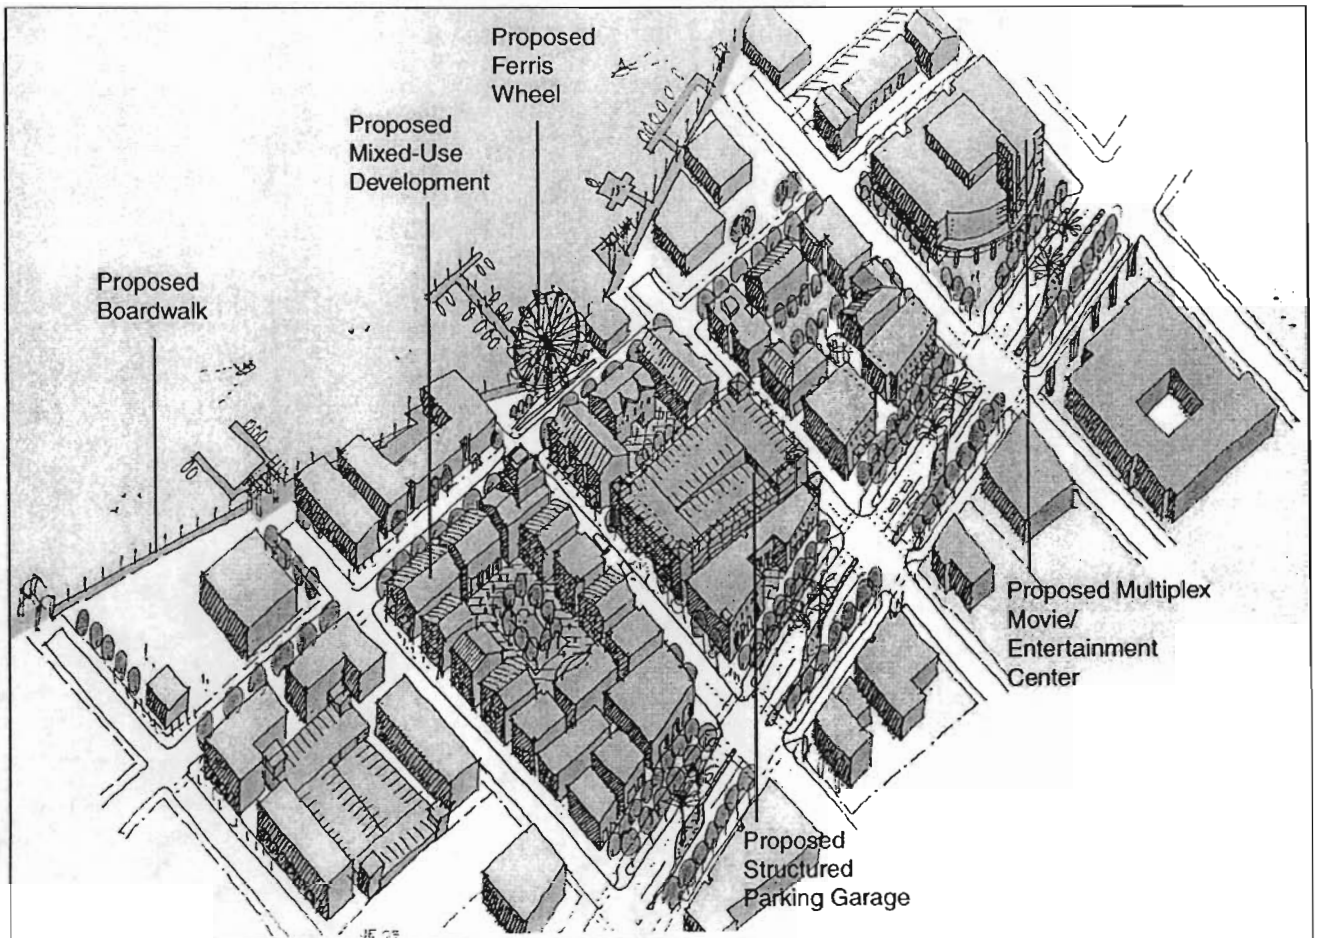 Proposed
Ferris
Wheel
Proposed
Mixed-Use
Development
Proposed
Boardwalk
Proposed Multiplex
Movie/
Entertainment
Center
Proposed
Structured
Parking Garage